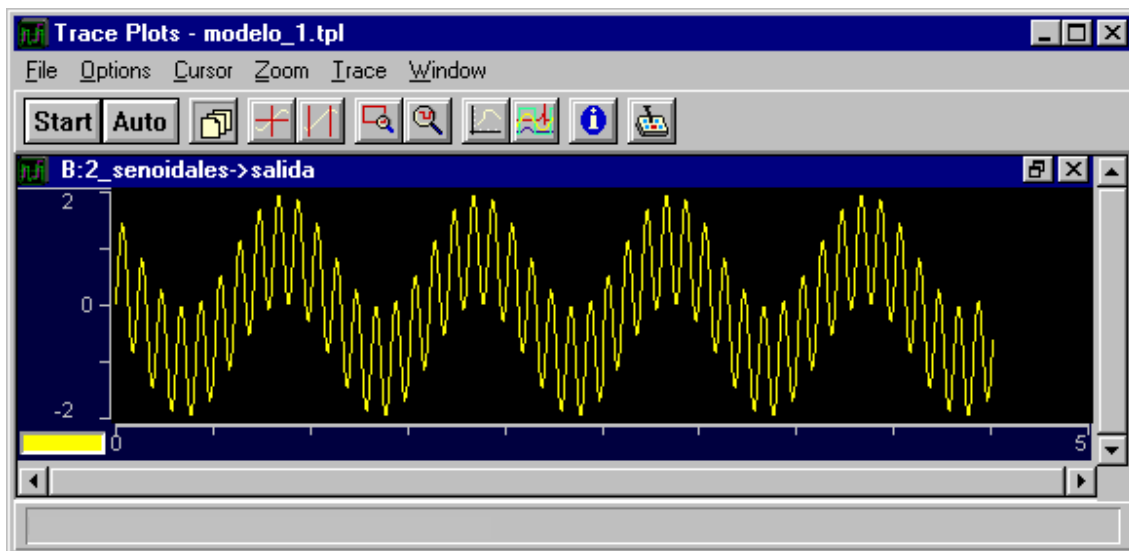 Trace Plots - modelo_1.tpl
File Options Cursor Zoom Trace Window
Start Auto
B:2_senoidales->salida
2
0
-2
0 5